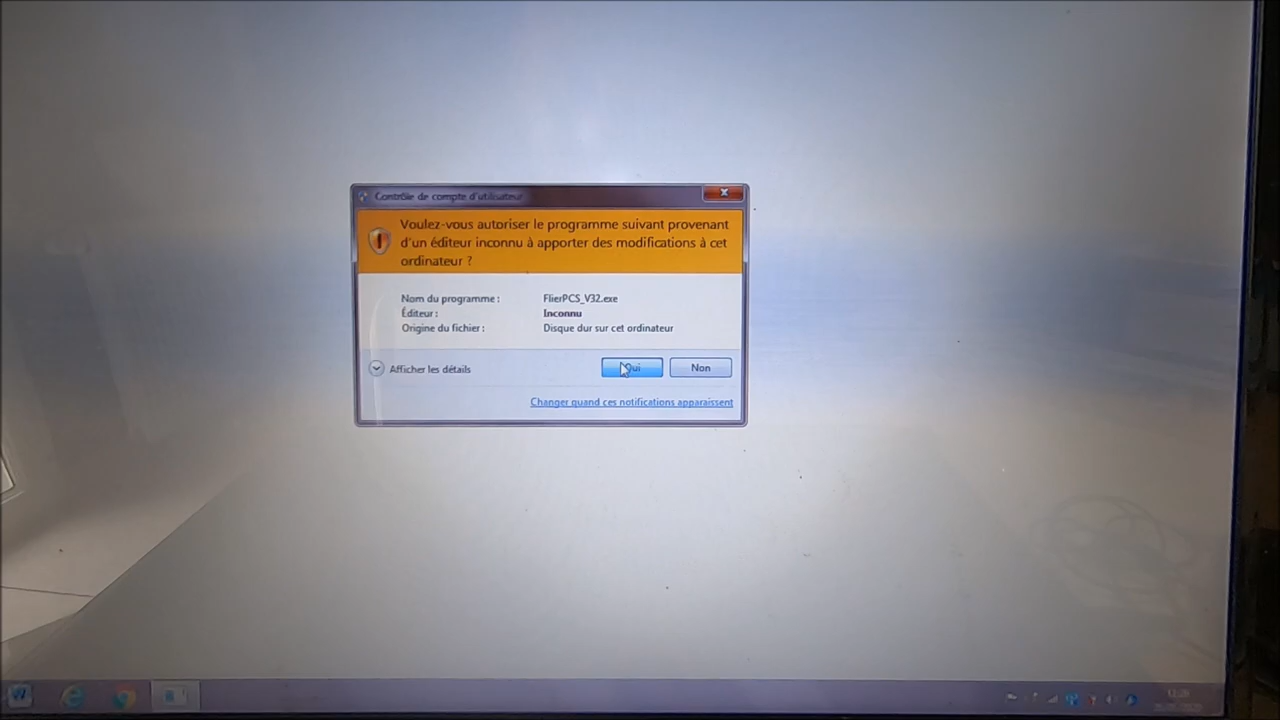 Contrôle de compte d'utilisateur
Voulez-vous autoriser le programme suivant provenant
d'un éditeur inconnu à apporter des modifications à cet
ordinateur ?
Nom du programme : FlierPCS_V32.exe
Éditeur : Inconnu
Origine du fichier : Disque dur sur cet ordinateur
Afficher les détails
Oui Non
Changer quand ces notifications apparaissent